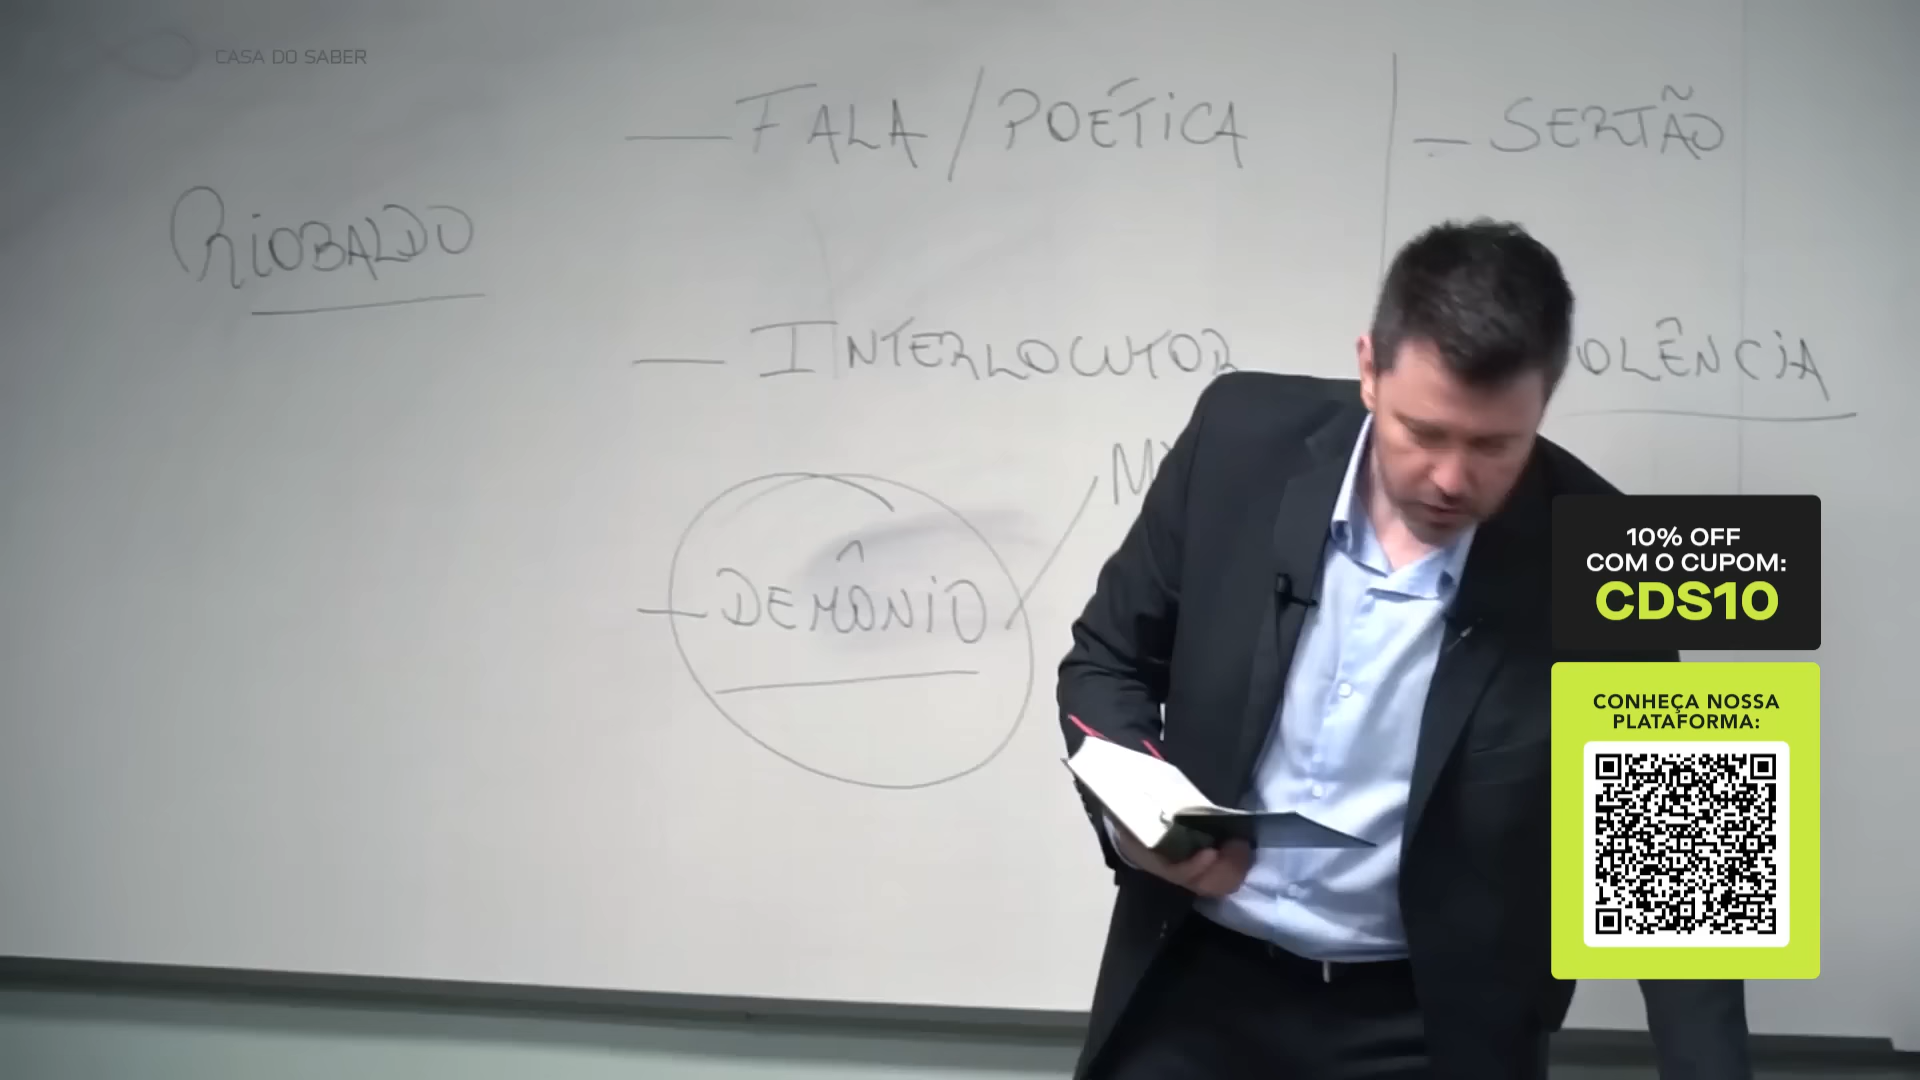 CASA DO SABER
— FALA / POÉTICA
— SERTÃO
RIOBALDO
— INTERLOCUTOR
OLÊNCIA
— DEMÔNIO
10% OFF
COM O CUPOM:
CDS10
CONHEÇA NOSSA
PLATAFORMA: